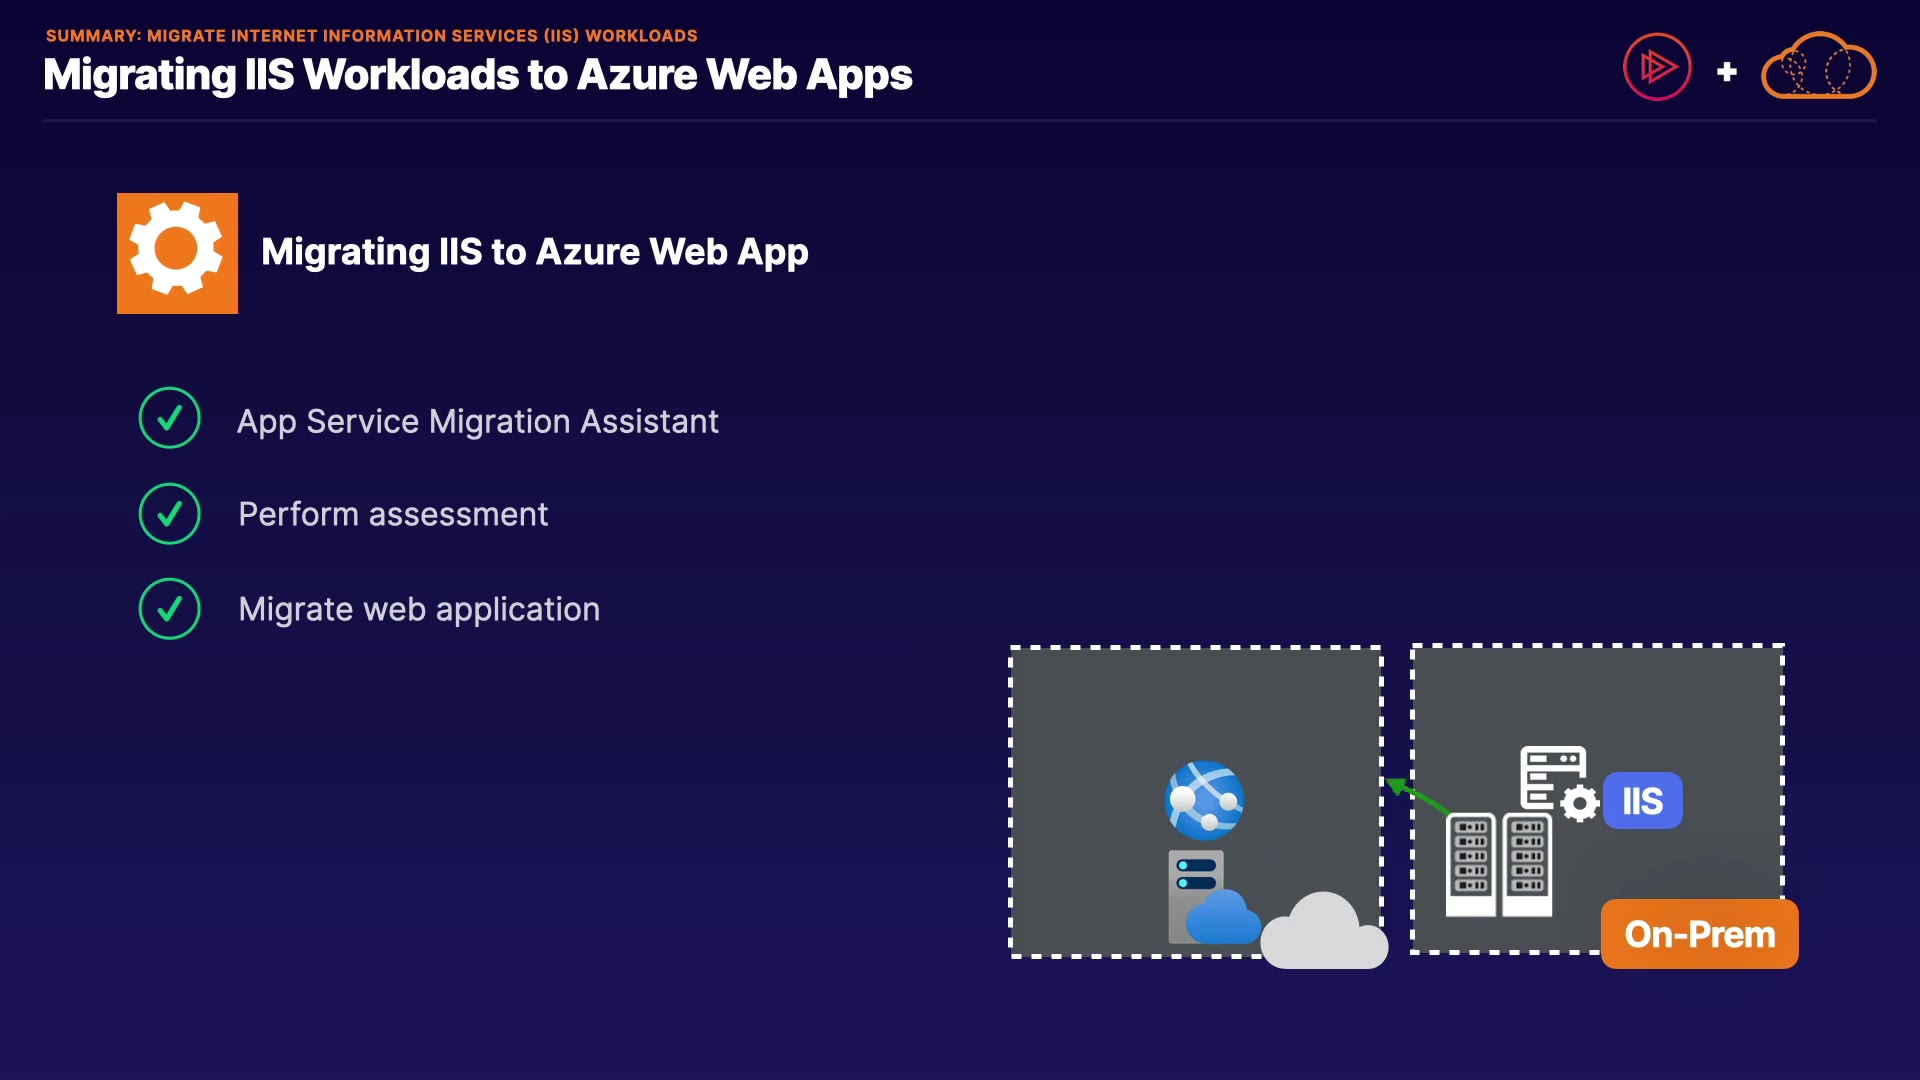 SUMMARY: MIGRATE INTERNET INFORMATION SERVICES (IIS) WORKLOADS
Migrating IIS Workloads to Azure Web Apps
Migrating IIS to Azure Web App
App Service Migration Assistant
Perform assessment
Migrate web application
IIS
On-Prem